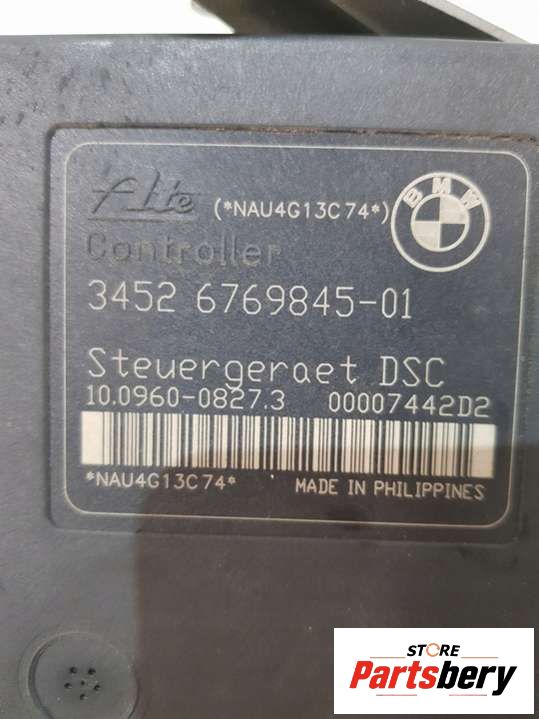 Ate (*NAU4G13C74*) BMW
Controller
3452 6769845-01
Steuergeraet DSC
10.0960-0827.3 00007442D2
*NAU4G13C74* MADE IN PHILIPPINES
STORE
Partsbery